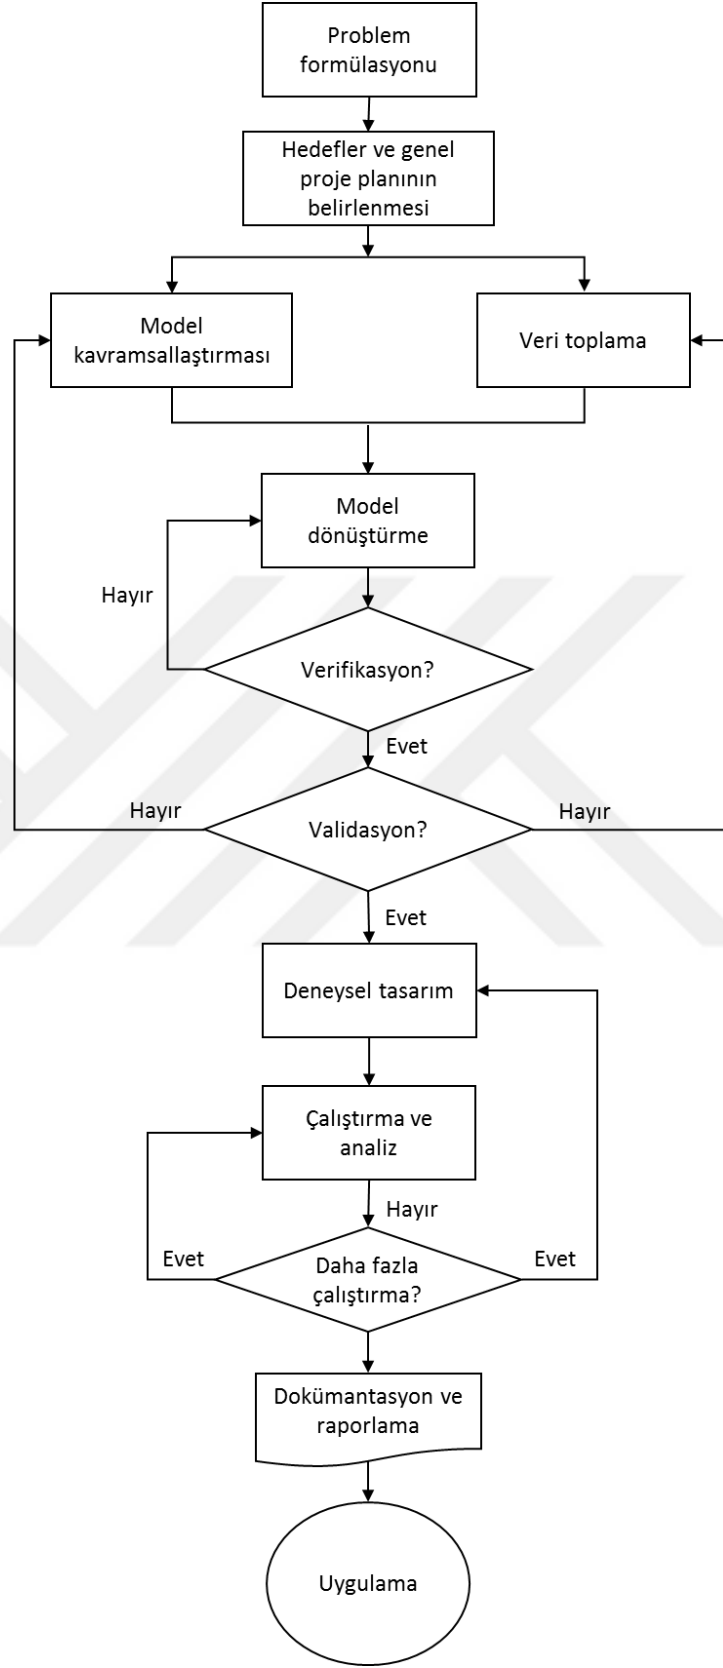 Problem
formülasyonu
Hedefler ve genel
proje planının
belirlenmesi
Model
kavramsallaştırması
Veri toplama
Model
dönüştürme
Hayır
Verifikasyon?
Evet
Hayır
Validasyon?
Hayır
Evet
Deneysel tasarım
Çalıştırma ve
analiz
Hayır
Evet
Daha fazla
çalıştırma?
Evet
Dokümantasyon ve
raporlama
Uygulama